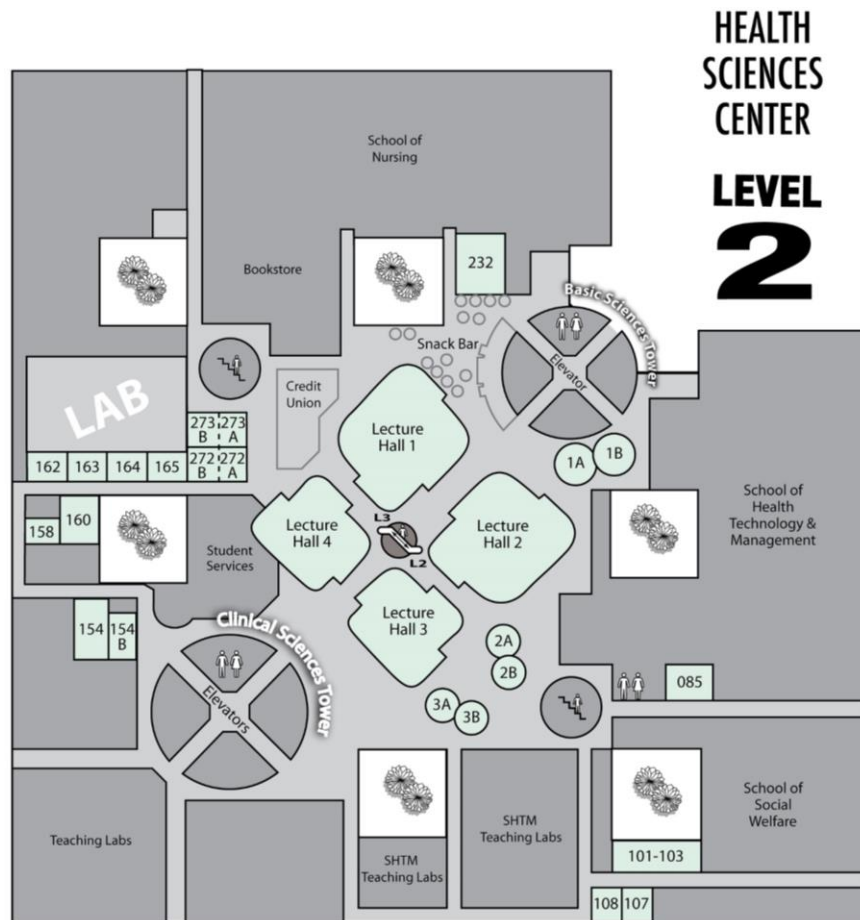 HEALTH
SCIENCES
CENTER
LEVEL
2
School of
Nursing
Bookstore
232
Basic Sciences Tower
Elevator
Snack Bar
Credit
Union
LAB
273
B
273
A
272
B
272
A
162
163
164
165
Lecture
Hall 1
1A
1B
158
160
Student
Services
Lecture
Hall 4
L3
L2
Lecture
Hall 2
School of
Health
Technology &
Management
154
154
B
Clinical Sciences Tower
Elevators
Lecture
Hall 3
2A
2B
3A
3B
085
Teaching Labs
SHTM
Teaching Labs
SHTM
Teaching Labs
School of
Social
Welfare
101-103
108
107